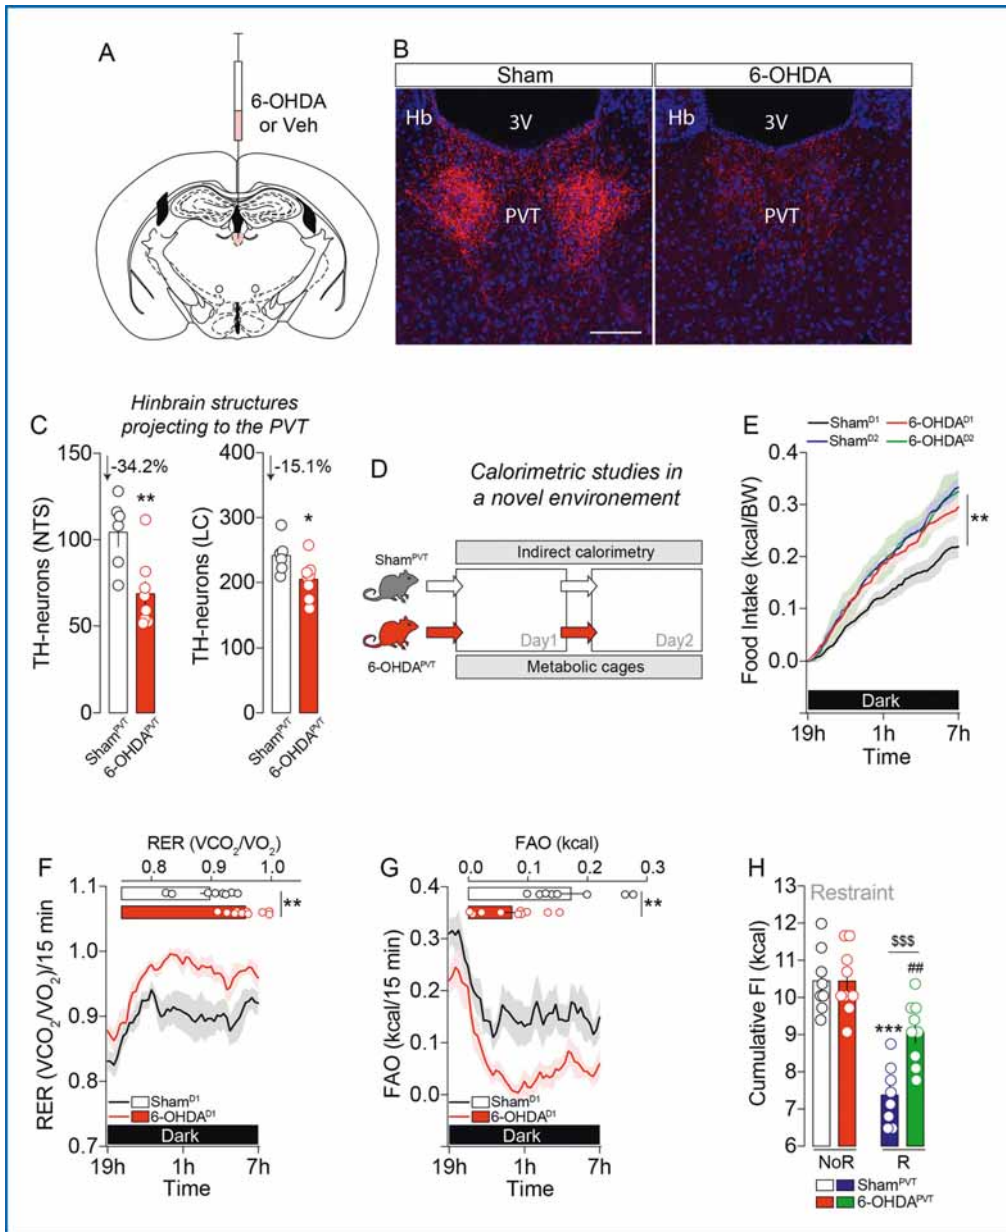 A
6-OHDA
or Veh
B
Sham
6-OHDA
Hb
3V
PVT
Hb
3V
PVT
C
Hinbrain structures
projecting to the PVT
TH-neurons (NTS)
150
100
50
0
-34.2%
**
Sham^PVT
6-OHDA^PVT
TH-neurons (LC)
400
300
200
100
0
-15.1%
*
Sham^PVT
6-OHDA^PVT
D
Calorimetric studies in
a novel environement
Indirect calorimetry
Sham^PVT
6-OHDA^PVT
Day1
Day2
Metabolic cages
E
Sham^D1 6-OHDA^D1
Sham^D2 6-OHDA^D2
Food Intake (kcal/BW)
0.4
0.3
0.2
0.1
0.0
**
Dark
19h 1h 7h
Time
F
RER (VCO₂/VO₂)
0.8 0.9 1.0
**
RER (VCO₂/VO₂)/15 min
1.1
1.0
0.9
0.8
0.7
Sham^D1
6-OHDA^D1
Dark
19h 1h 7h
Time
G
FAO (kcal)
0.0 0.1 0.2 0.3
**
FAO (kcal/15 min)
0.4
0.3
0.2
0.1
0.0
Sham^D1
6-OHDA^D1
Dark
19h 1h 7h
Time
H
Restraint
Cumulative FI (kcal)
13
12
11
10
9
8
7
6
$$$
##
***
NoR R
Sham^PVT
6-OHDA^PVT